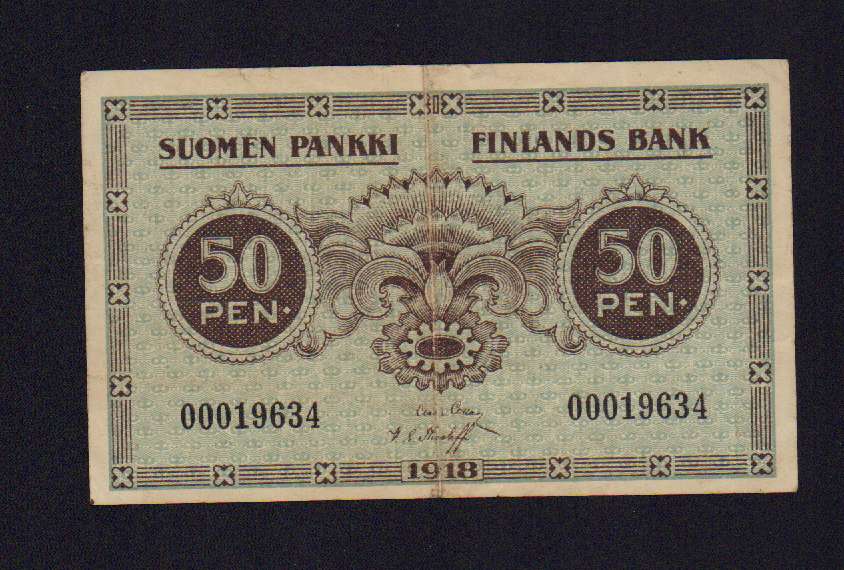 SUOMEN PANKKI FINLANDS BANK
50 50
PEN. PEN.
00019634 00019634
1918